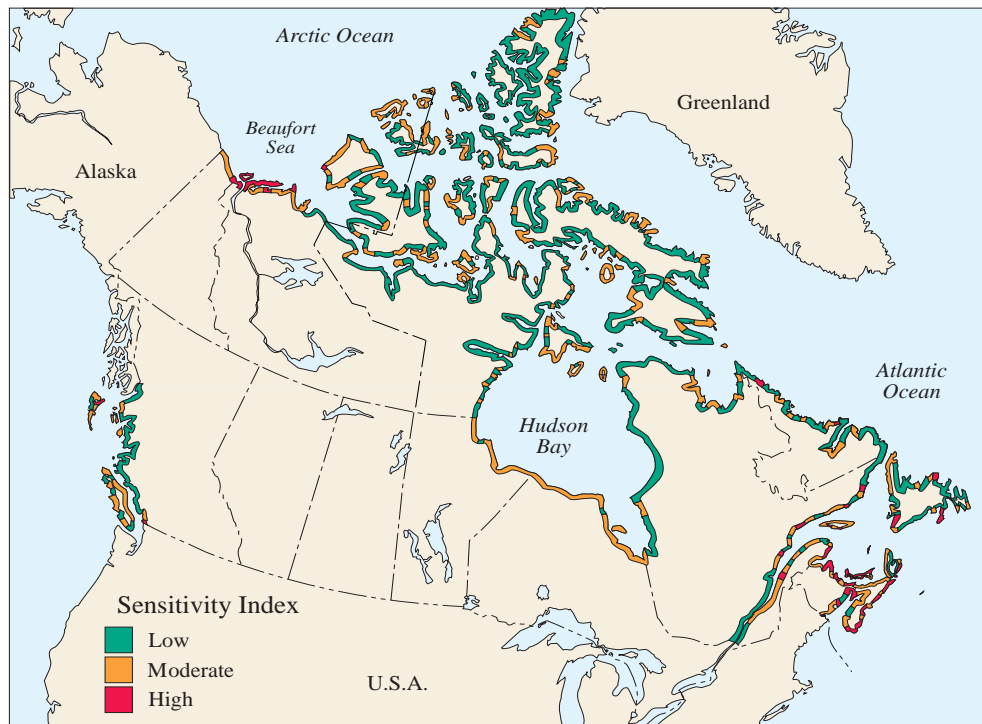 Arctic Ocean
Greenland
Beaufort
Sea
Alaska
Atlantic
Ocean
Hudson
Bay
Sensitivity Index
Low
Moderate
High
U.S.A.